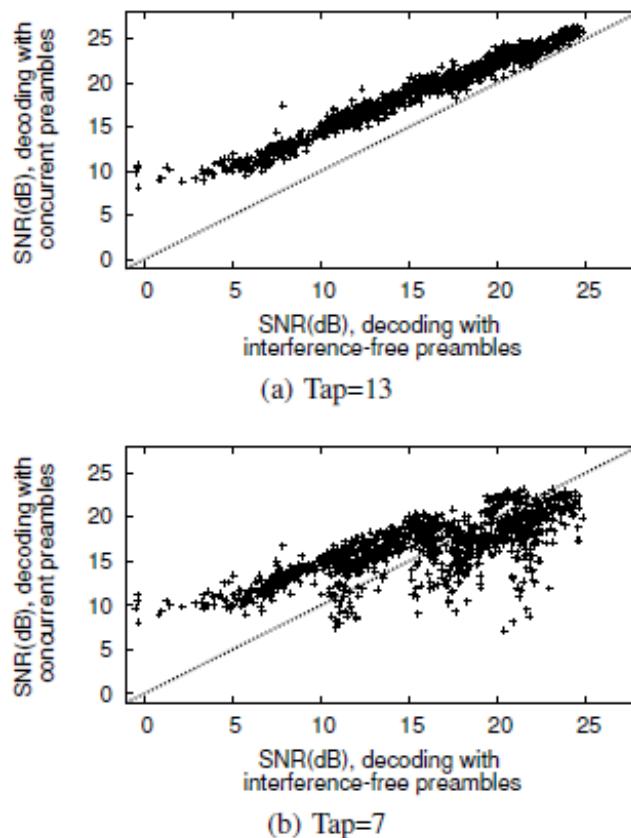 SNR(dB), decoding with
concurrent preambles
25
20
15
10
5
0
0 5 10 15 20 25
SNR(dB), decoding with
interference-free preambles
(a) Tap=13
SNR(dB), decoding with
concurrent preambles
25
20
15
10
5
0
0 5 10 15 20 25
SNR(dB), decoding with
interference-free preambles
(b) Tap=7